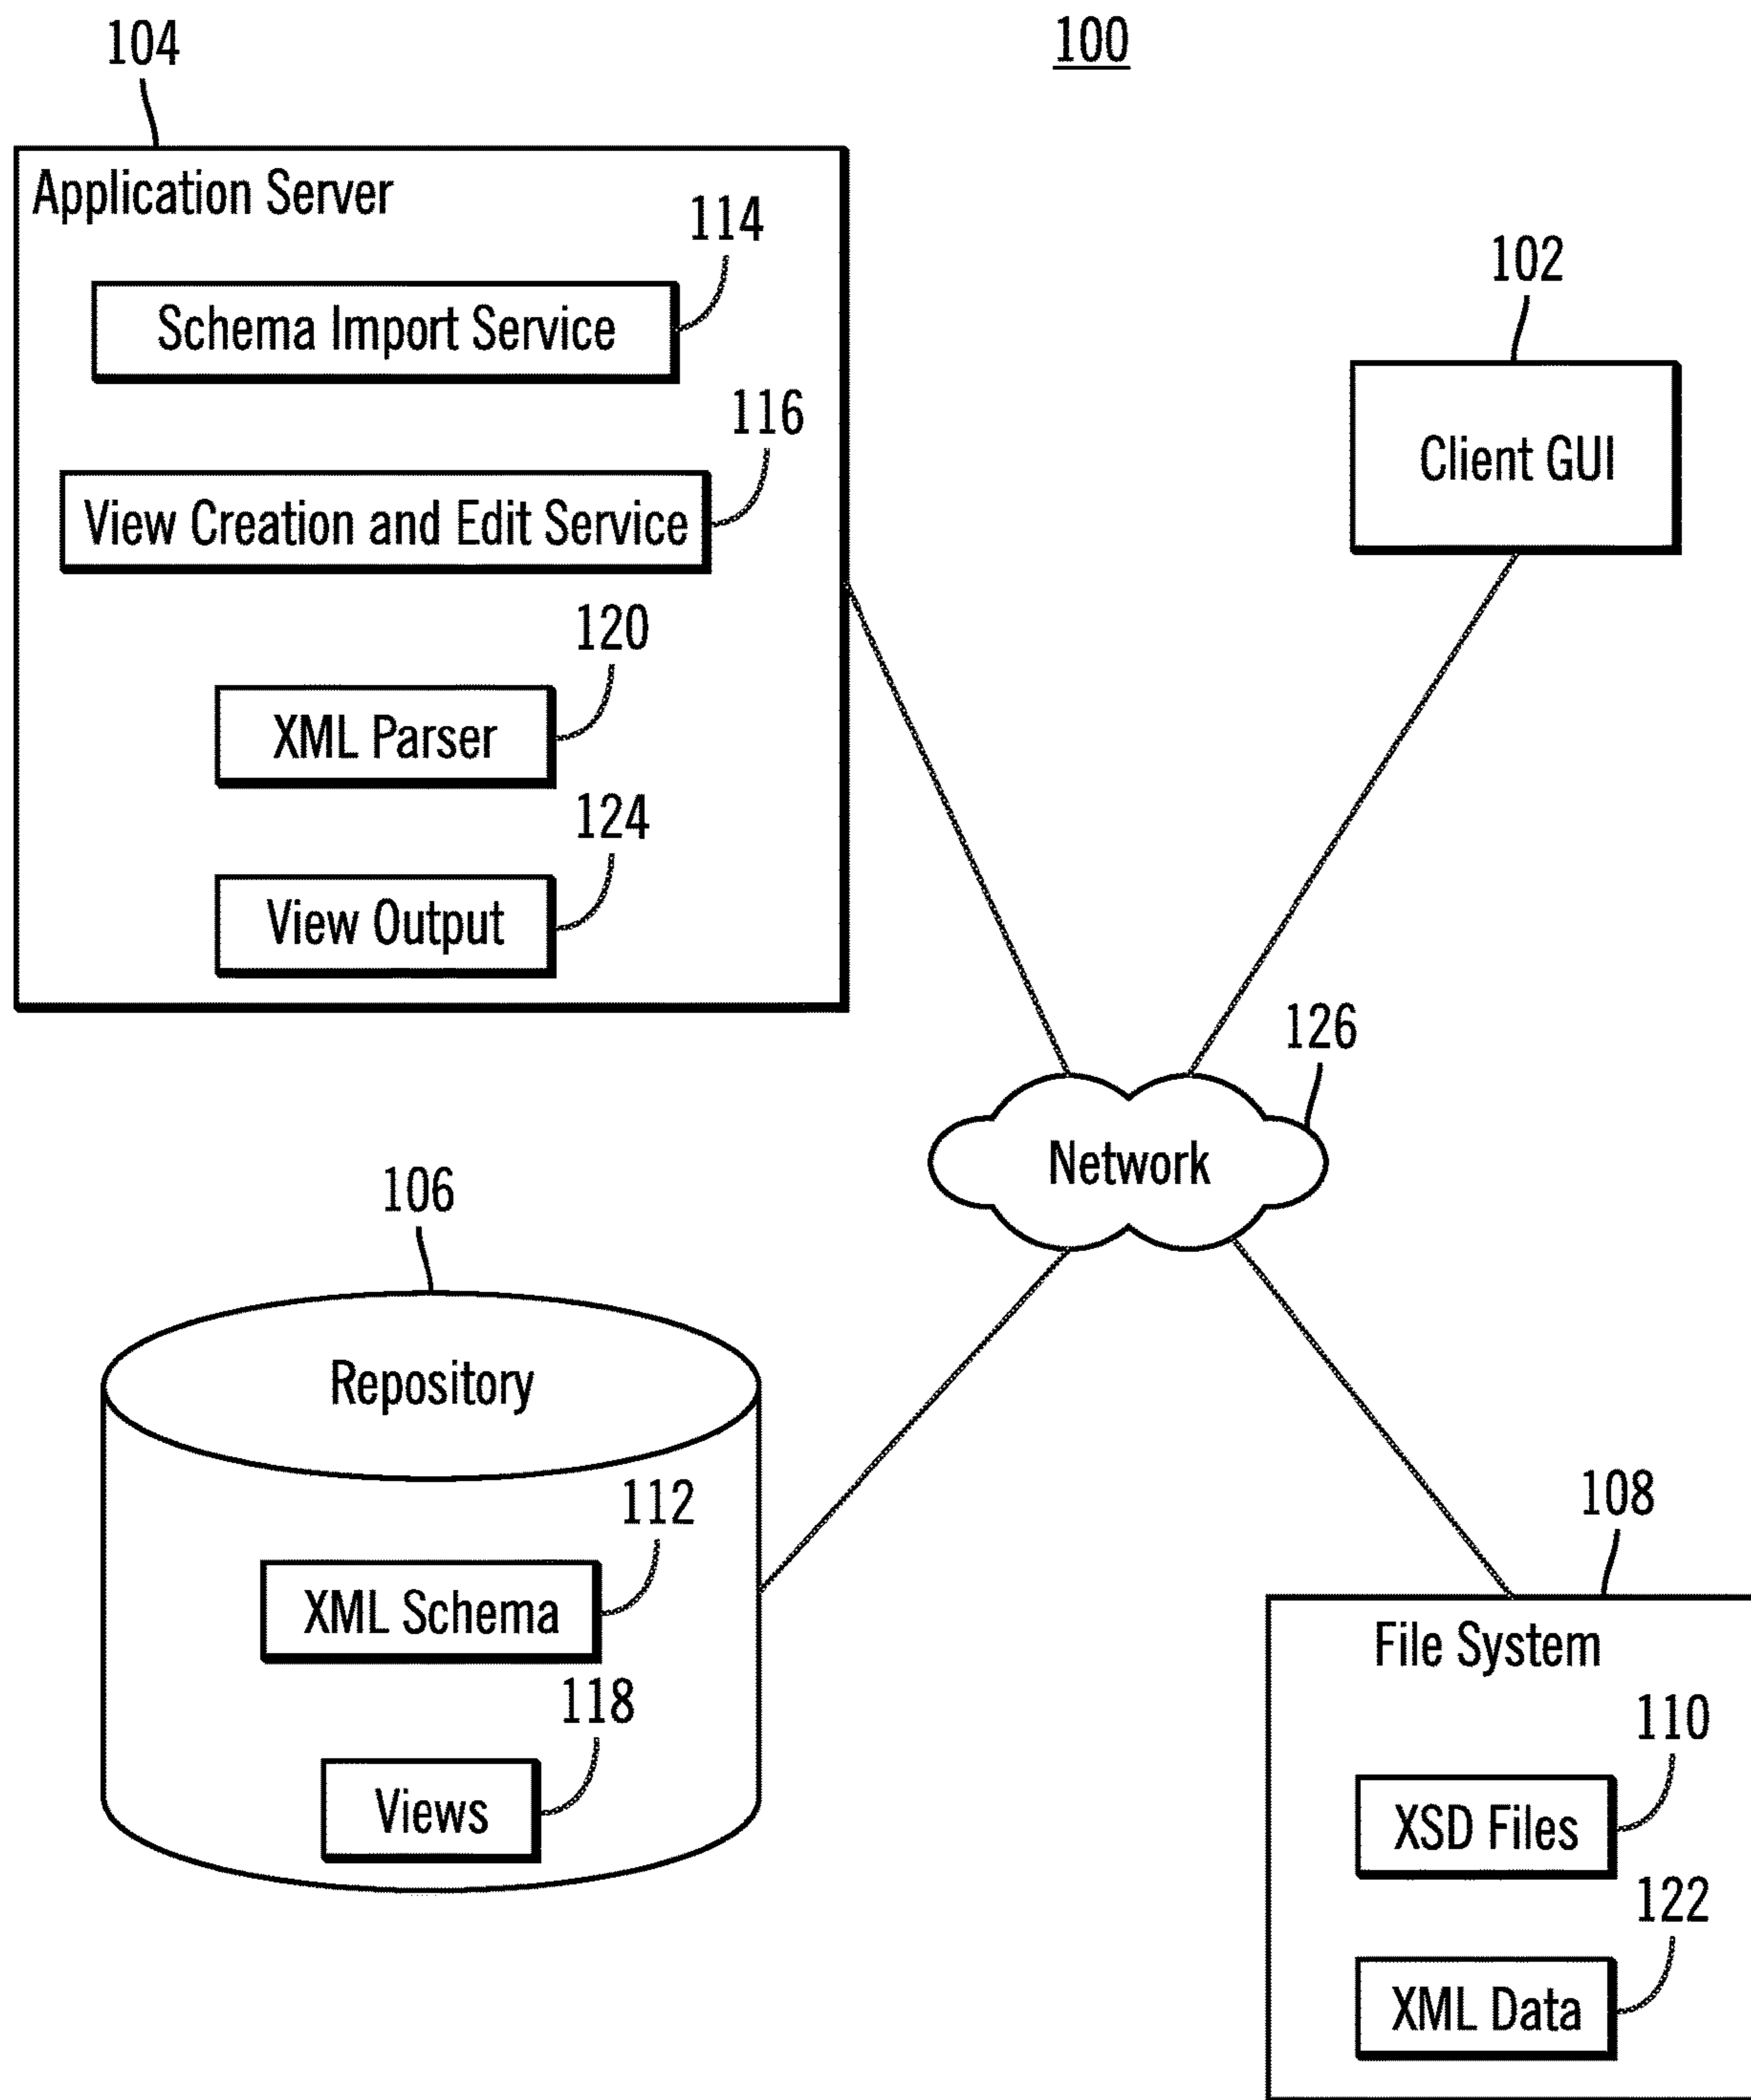 100
104
Application Server
114
Schema Import Service
116
View Creation and Edit Service
120
XML Parser
124
View Output
102
Client GUI
126
Network
106
Repository
112
XML Schema
118
Views
108
File System
110
XSD Files
122
XML Data